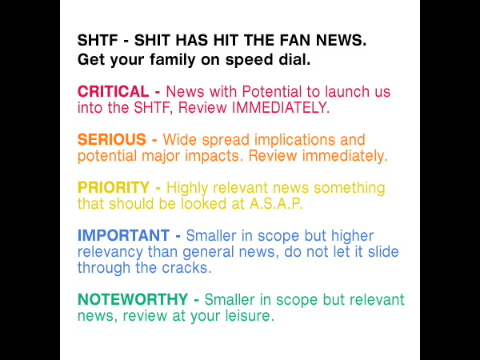 SHTF - SHIT HAS HIT THE FAN NEWS.
Get your family on speed dial.
CRITICAL - News with Potential to launch us
into the SHTF, Review IMMEDIATELY.
SERIOUS - Wide spread implications and
potential major impacts. Review immediately.
PRIORITY - Highly relevant news something
that should be looked at A.S.A.P.
IMPORTANT - Smaller in scope but higher
relevancy than general news, do not let it slide
through the cracks.
NOTEWORTHY - Smaller in scope but relevant
news, review at your leisure.